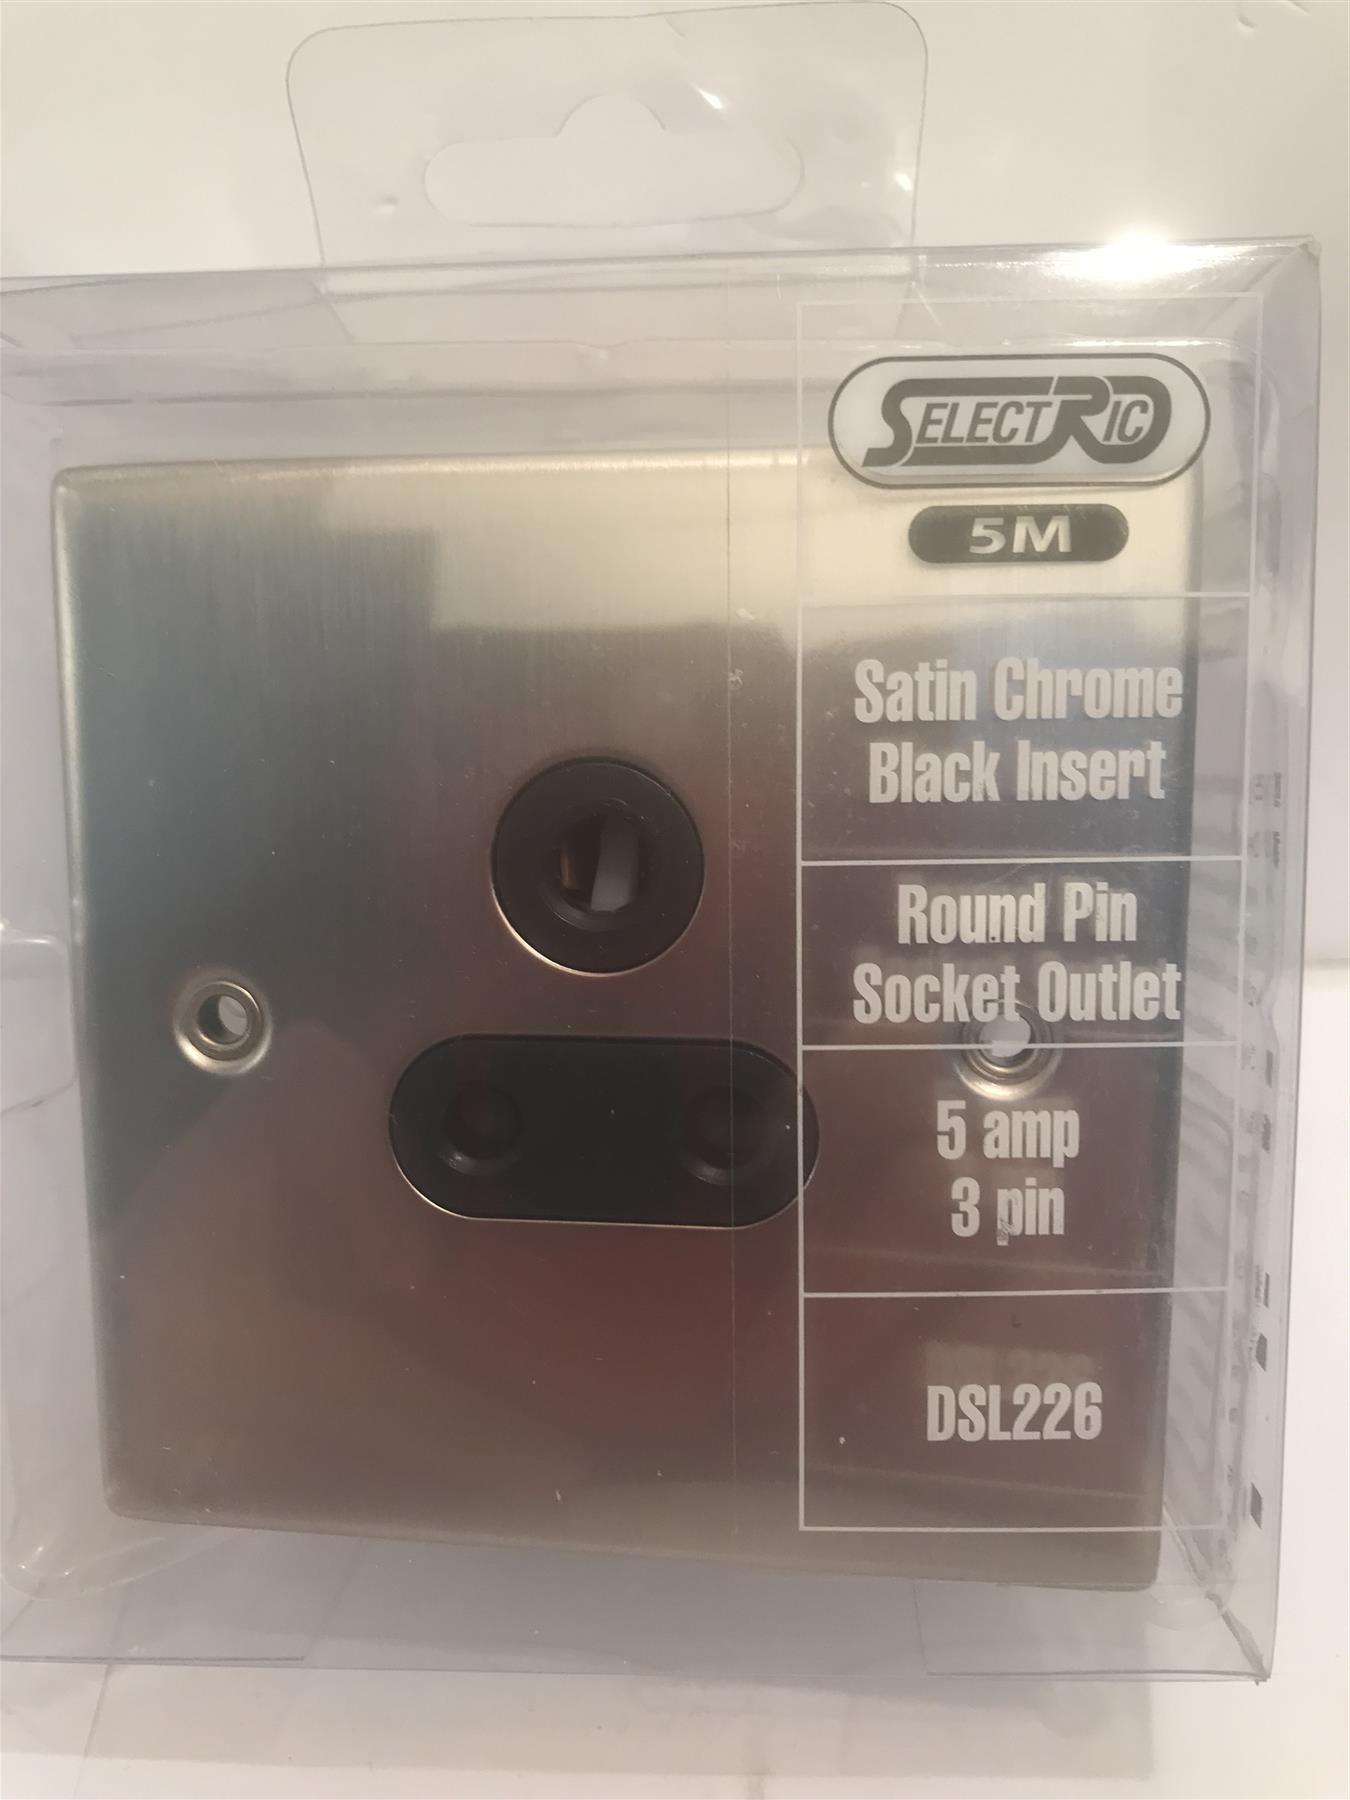 SELECTRIC
5M
Satin Chrome
Black Insert
Round Pin
Socket Outlet
5 amp
3 pin
DSL226